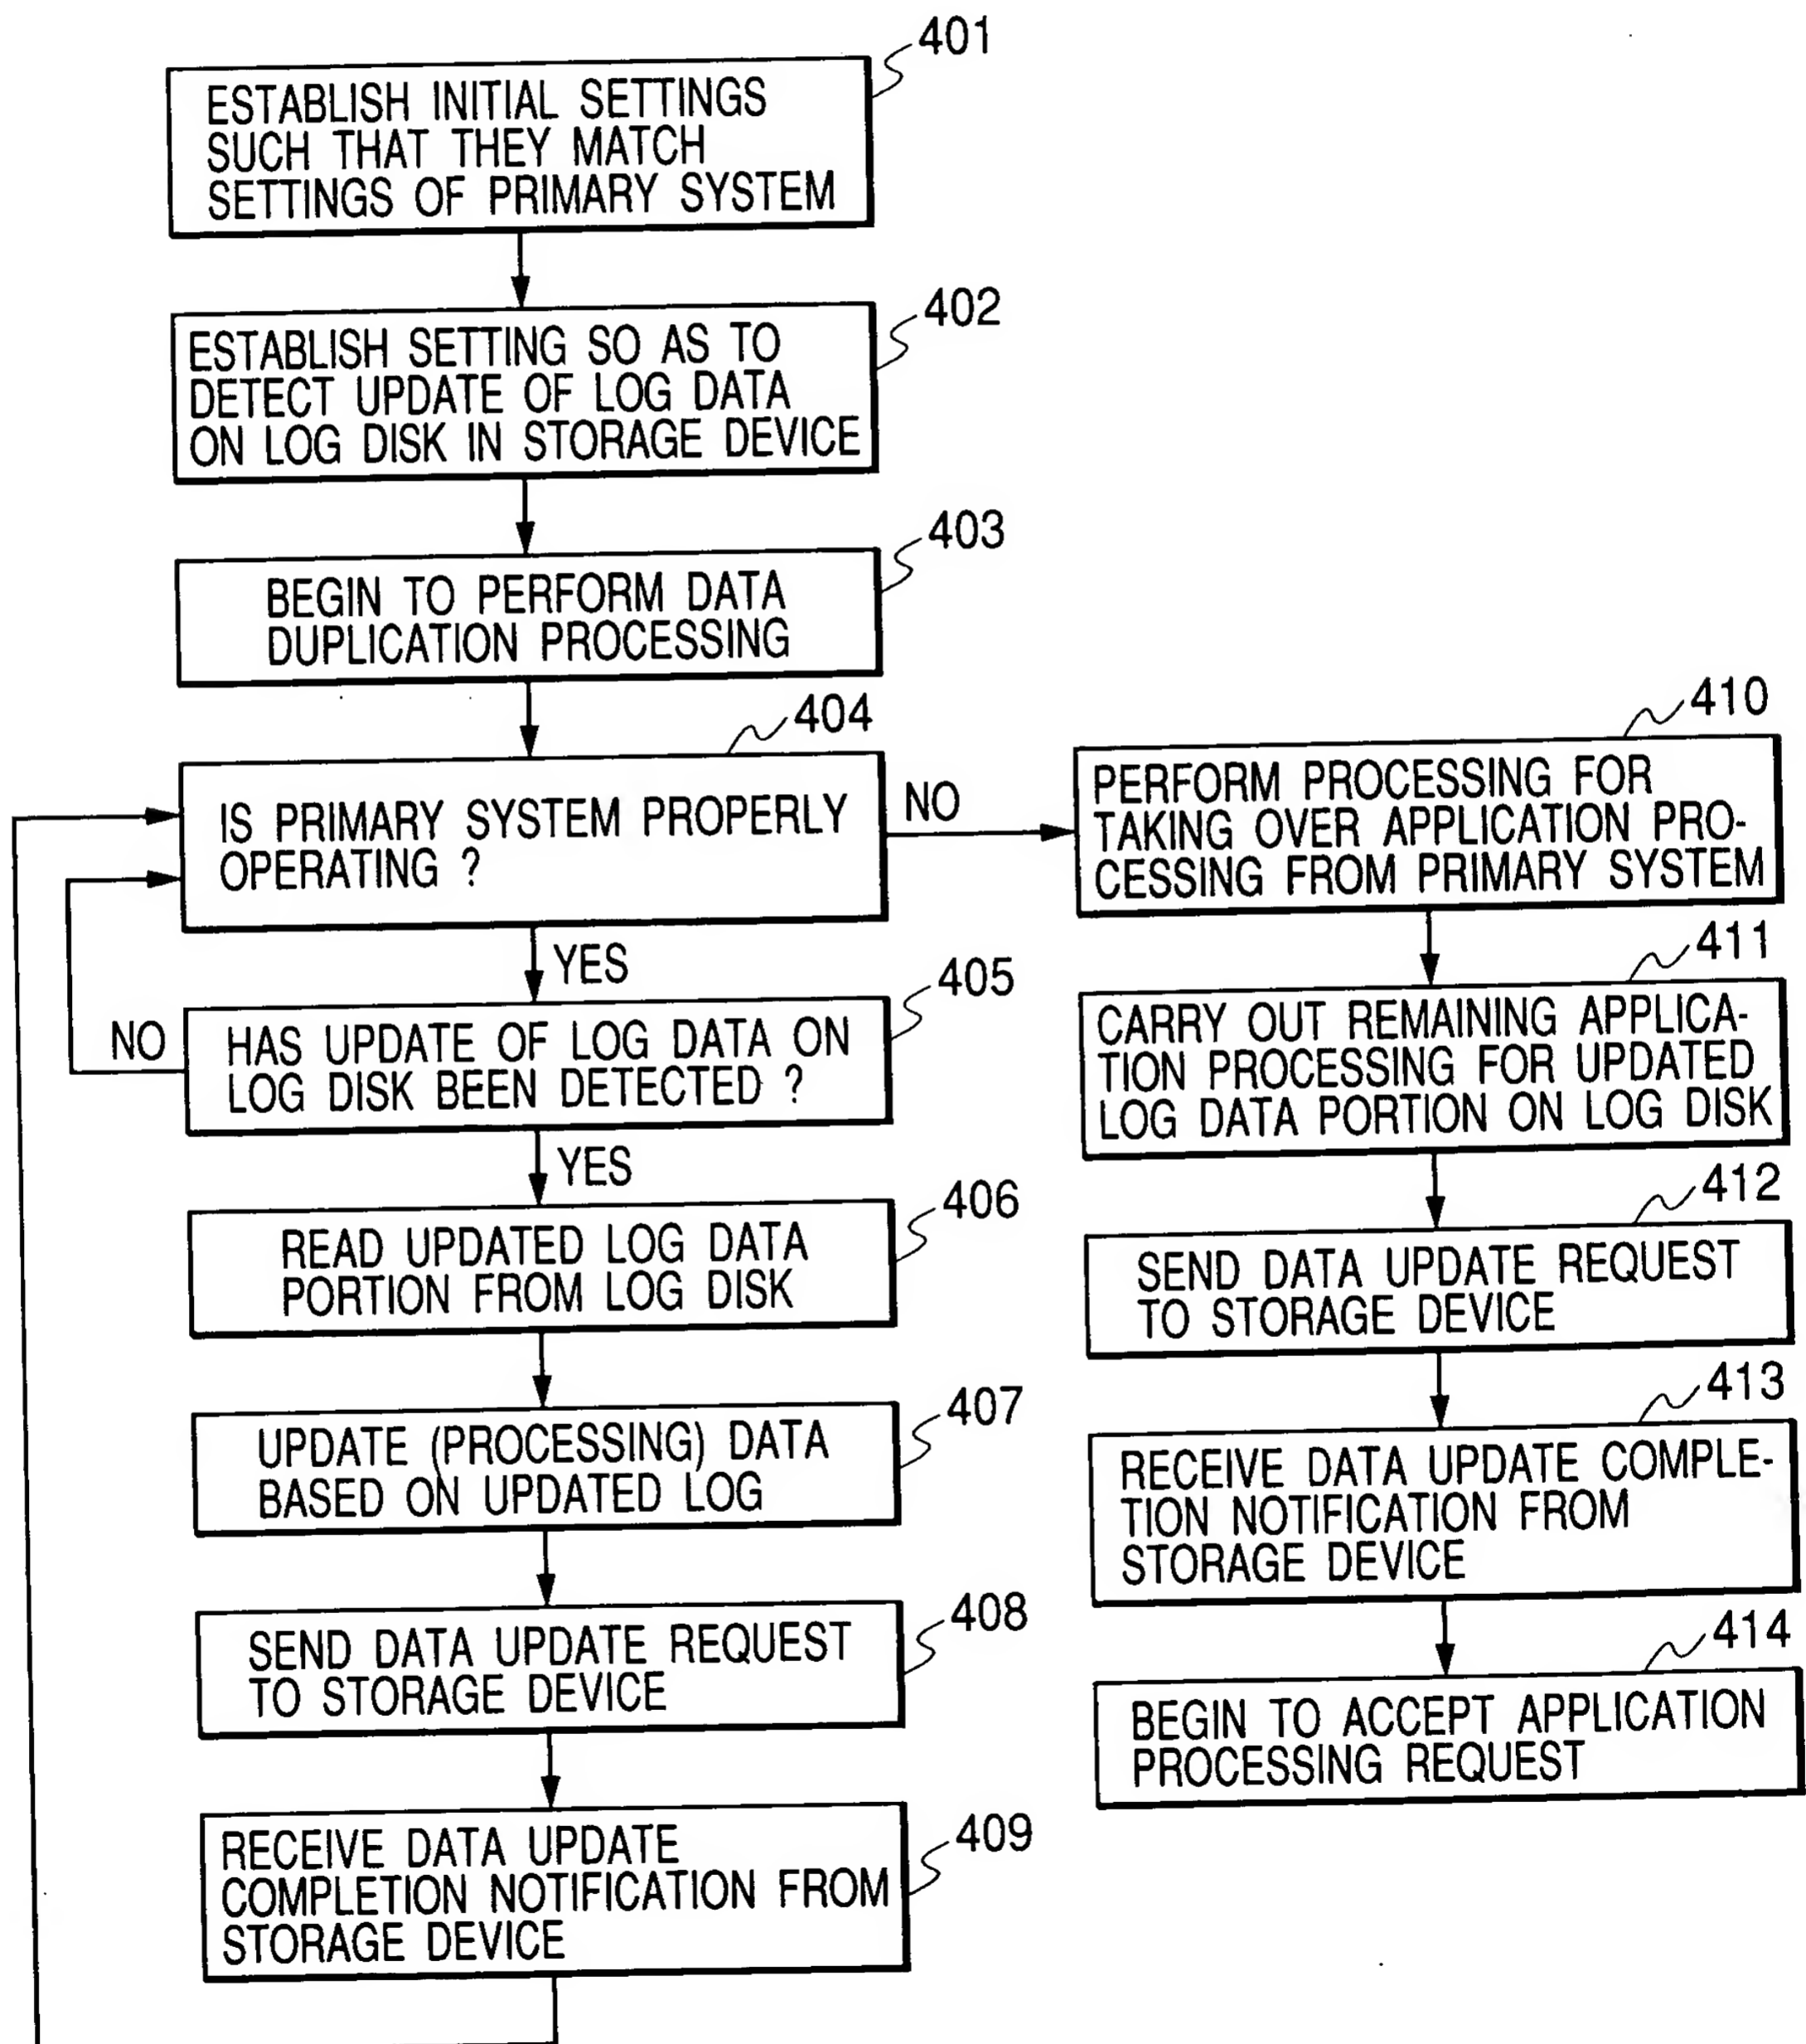 401
ESTABLISH INITIAL SETTINGS
SUCH THAT THEY MATCH
SETTINGS OF PRIMARY SYSTEM
402
ESTABLISH SETTING SO AS TO
DETECT UPDATE OF LOG DATA
ON LOG DISK IN STORAGE DEVICE
403
BEGIN TO PERFORM DATA
DUPLICATION PROCESSING
404
IS PRIMARY SYSTEM PROPERLY
OPERATING ?
NO
YES
405
HAS UPDATE OF LOG DATA ON
LOG DISK BEEN DETECTED ?
NO
YES
406
READ UPDATED LOG DATA
PORTION FROM LOG DISK
407
UPDATE (PROCESSING) DATA
BASED ON UPDATED LOG
408
SEND DATA UPDATE REQUEST
TO STORAGE DEVICE
409
RECEIVE DATA UPDATE
COMPLETION NOTIFICATION FROM
STORAGE DEVICE
410
PERFORM PROCESSING FOR
TAKING OVER APPLICATION PRO-
CESSING FROM PRIMARY SYSTEM
411
CARRY OUT REMAINING APPLICA-
TION PROCESSING FOR UPDATED
LOG DATA PORTION ON LOG DISK
412
SEND DATA UPDATE REQUEST
TO STORAGE DEVICE
413
RECEIVE DATA UPDATE COMPLE-
TION NOTIFICATION FROM
STORAGE DEVICE
414
BEGIN TO ACCEPT APPLICATION
PROCESSING REQUEST